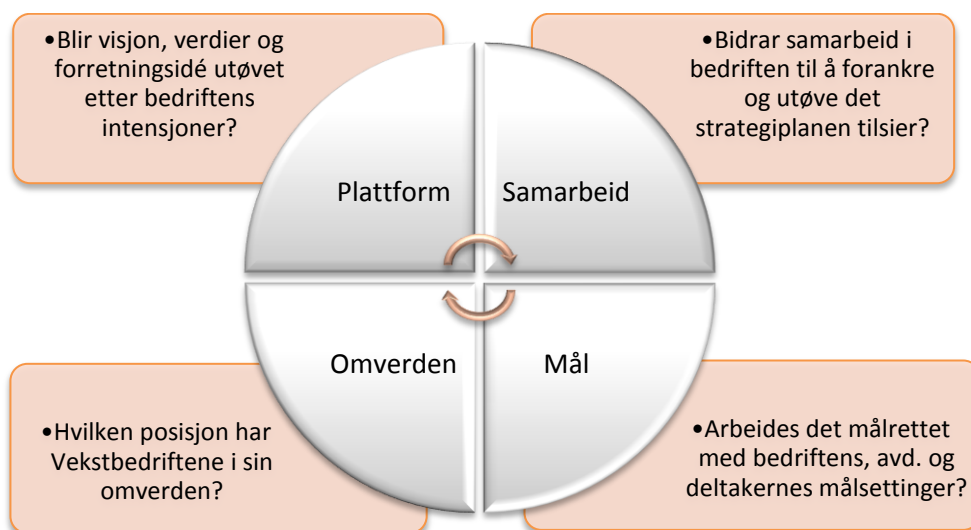 •Blir visjon, verdier og
forretningsidé utøvet
etter bedriftens
intensjoner?
•Bidrar samarbeid i
bedriften til å forankre
og utøve det
strategiplanen tilsier?
Plattform
Samarbeid
Omverden
Mål
•Hvilken posisjon har
Vekstbedriftene i sin
omverden?
•Arbeides det målrettet
med bedriftens, avd. og
deltakernes målsettinger?